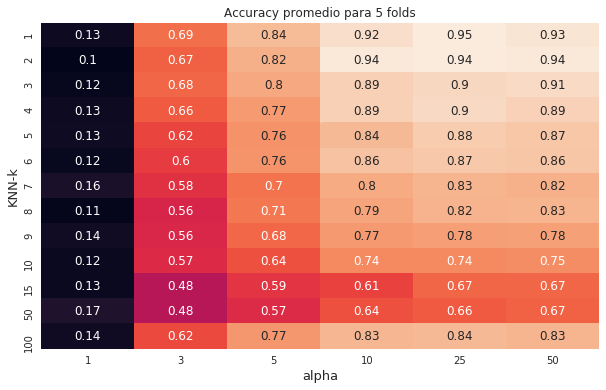 Accuracy promedio para 5 folds
KNN-k
1 0.13 0.69 0.84 0.92 0.95 0.93
2 0.1 0.67 0.82 0.94 0.94 0.94
3 0.12 0.68 0.8 0.89 0.9 0.91
4 0.13 0.66 0.77 0.89 0.9 0.89
5 0.13 0.62 0.76 0.84 0.88 0.87
6 0.12 0.6 0.76 0.86 0.87 0.86
7 0.16 0.58 0.7 0.8 0.83 0.82
8 0.11 0.56 0.71 0.79 0.82 0.83
9 0.14 0.56 0.68 0.77 0.78 0.78
10 0.12 0.57 0.64 0.74 0.74 0.75
15 0.13 0.48 0.59 0.61 0.67 0.67
50 0.17 0.48 0.57 0.64 0.66 0.67
100 0.14 0.62 0.77 0.83 0.84 0.83
1 3 5 10 25 50
alpha